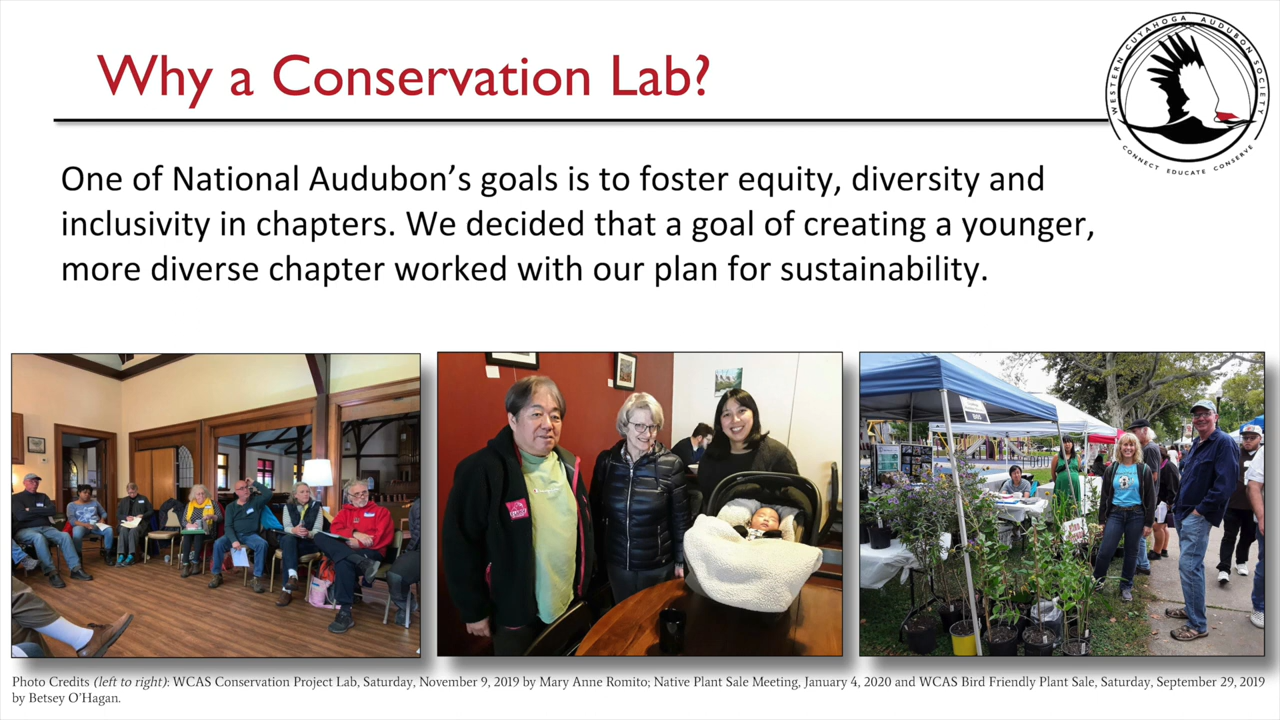 Why a Conservation Lab?
WESTERN CUYAHOGA AUDUBON SOCIETY
CONNECT EDUCATE CONSERVE
One of National Audubon’s goals is to foster equity, diversity and
inclusivity in chapters. We decided that a goal of creating a younger,
more diverse chapter worked with our plan for sustainability.
Photo Credits (left to right): WCAS Conservation Project Lab, Saturday, November 9, 2019 by Mary Anne Romito; Native Plant Sale Meeting, January 4, 2020 and WCAS Bird Friendly Plant Sale, Saturday, September 29, 2019
by Betsey O’Hagan.